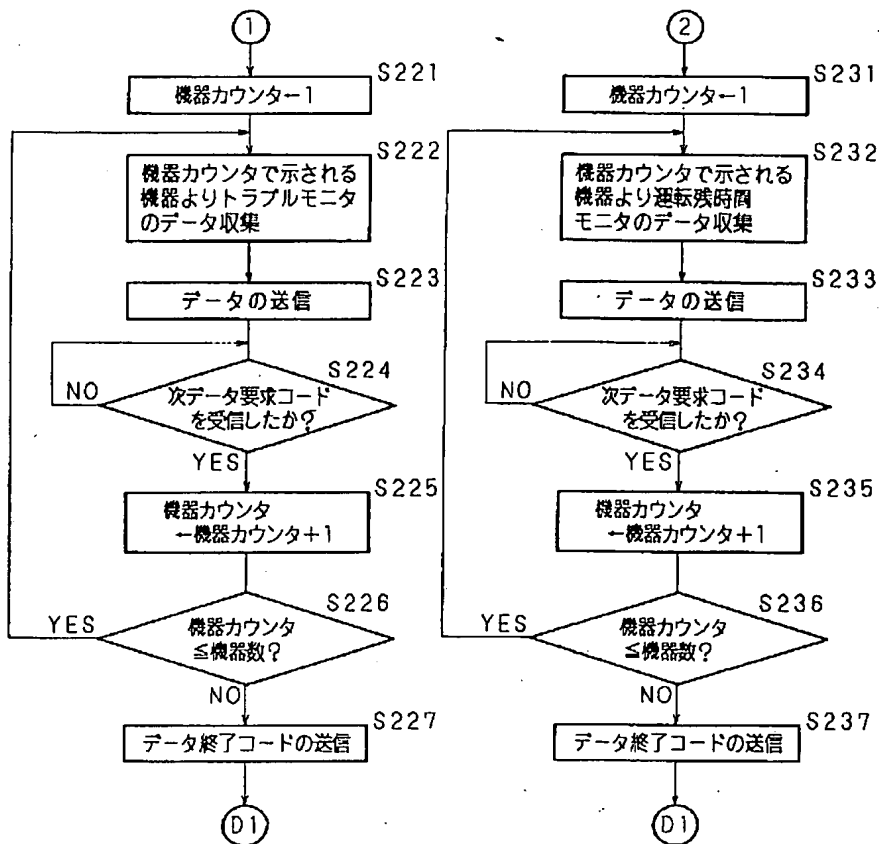 1
S221
機器カウンタ←1
S222
機器カウンタで示される
機器よりトラブルモニタ
のデータ収集
S223
データの送信
S224
NO
次データ要求コード
を受信したか?
YES
S225
機器カウンタ
←機器カウンタ+1
S226
YES
機器カウンタ
≦機器数?
NO
S227
データ終了コードの送信
D1
2
S231
機器カウンタ←1
S232
機器カウンタで示される
機器より運転残時間
モニタのデータ収集
S233
データの送信
S234
NO
次データ要求コード
を受信したか?
YES
S235
機器カウンタ
←機器カウンタ+1
S236
YES
機器カウンタ
≦機器数?
NO
S237
データ終了コードの送信
D1